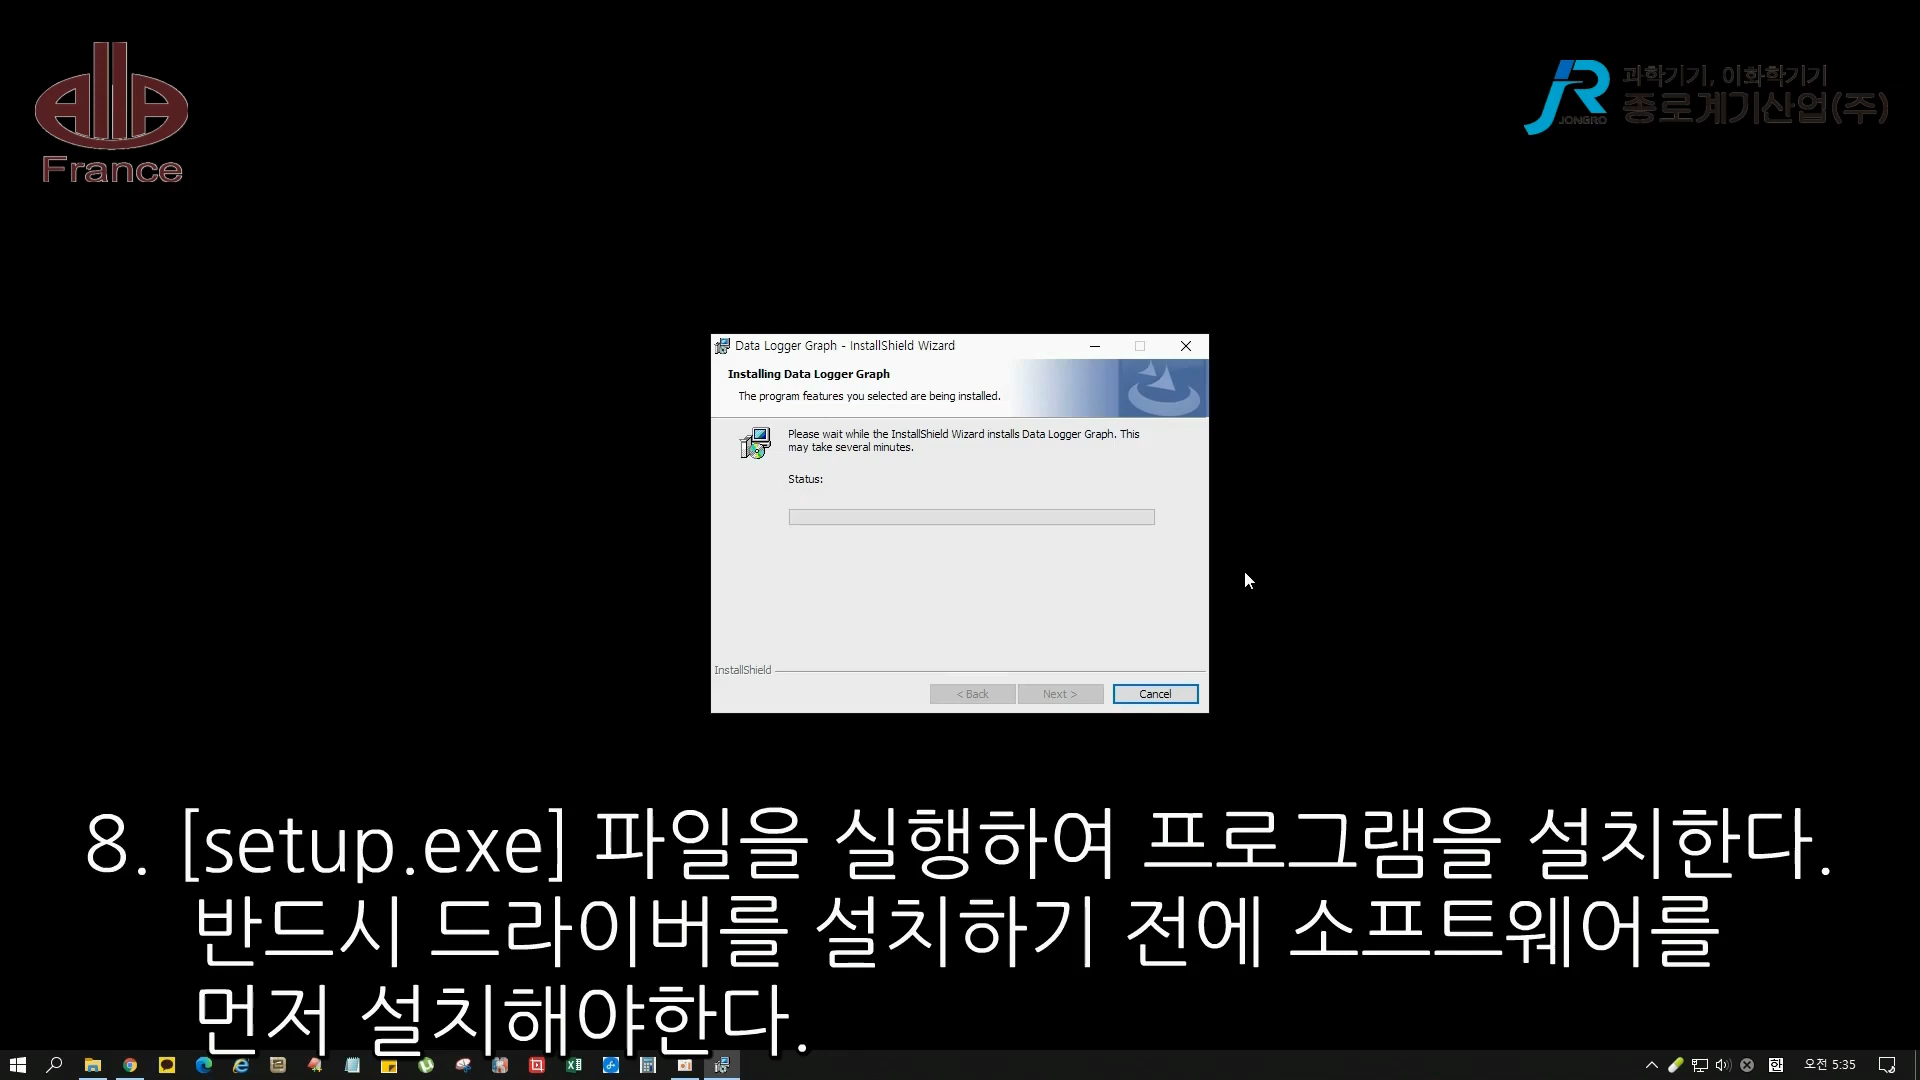 France
과학기기, 이화학기기
JONGRO
종로계기산업(주)
Data Logger Graph - InstallShield Wizard
Installing Data Logger Graph
The program features you selected are being installed.
Please wait while the InstallShield Wizard installs Data Logger Graph. This
may take several minutes.
Status:
InstallShield
< Back
Next >
Cancel
8. [setup.exe] 파일을 실행하여 프로그램을 설치한다.
반드시 드라이버를 설치하기 전에 소프트웨어를
먼저 설치해야한다.
한
오전 5:35